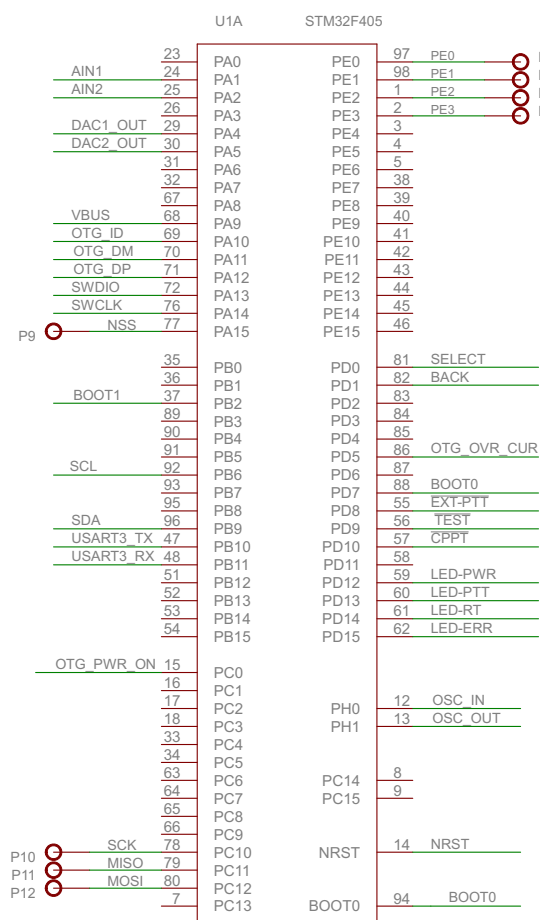 U1A STM32F405
23 PA0 PE0 97 PE0
AIN1 24 PA1 PE1 98 PE1
AIN2 25 PA2 PE2 1 PE2
26 PA3 PE3 2 PE3
DAC1_OUT 29 PA4 PE4 3
DAC2_OUT 30 PA5 PE5 4
31 PA6 PE6 5
32 PA7 PE7 38
67 PA8 PE8 39
VBUS 68 PA9 PE9 40
OTG_ID 69 PA10 PE10 41
OTG_DM 70 PA11 PE11 42
OTG_DP 71 PA12 PE12 43
SWDIO 72 PA13 PE13 44
SWCLK 76 PA14 PE14 45
P9 NSS 77 PA15 PE15 46
35 PB0 PD0 81 SELECT
36 PB1 PD1 82 BACK
BOOT1 37 PB2 PD2 83
89 PB3 PD3 84
90 PB4 PD4 85
91 PB5 PD5 86 OTG_OVR_CUR
SCL 92 PB6 PD6 87
93 PB7 PD7 88 BOOT0
95 PB8 PD8 55 EXT-PTT
SDA 96 PB9 PD9 56 TEST
USART3_TX 47 PB10 PD10 57 CPPT
USART3_RX 48 PB11 PD11 58
51 PB12 PD12 59 LED-PWR
52 PB13 PD13 60 LED-PTT
53 PB14 PD14 61 LED-RT
54 PB15 PD15 62 LED-ERR
OTG_PWR_ON 15 PC0
16 PC1
17 PC2 PH0 12 OSC_IN
18 PC3 PH1 13 OSC_OUT
33 PC4
34 PC5
63 PC6 PC14 8
64 PC7 PC15 9
65 PC8
66 PC9
P10 SCK 78 PC10 NRST 14 NRST
P11 MISO 79 PC11
P12 MOSI 80 PC12
7 PC13 BOOT0 94 BOOT0